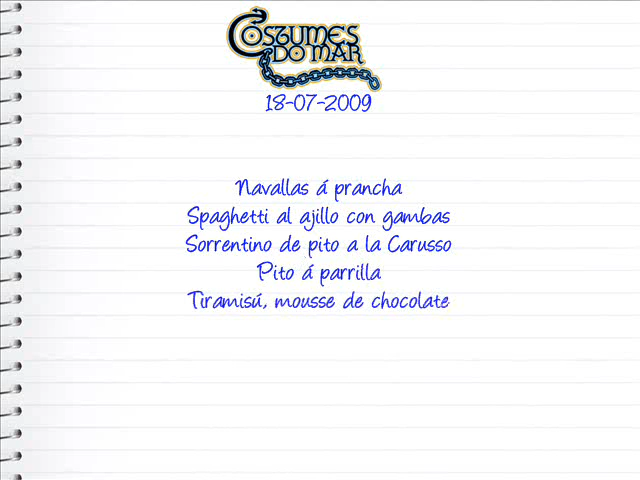 COSTUMES
DO MAR
18-07-2009
Navallas á prancha
Spaghetti al ajillo con gambas
Sorrentino de pito a la Carusso
Pito á parrilla
Tiramisú, mousse de chocolate